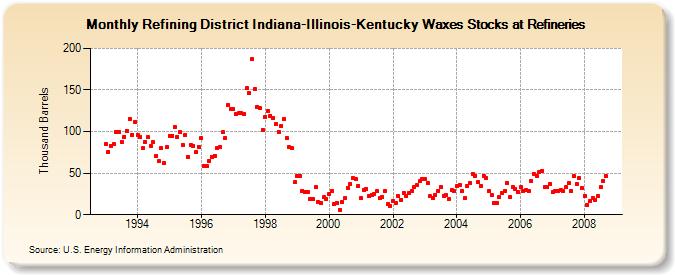 Monthly Refining District Indiana-Illinois-Kentucky Waxes Stocks at Refineries
Thousand Barrels
200
150
100
50
0
1994 1996 1998 2000 2002 2004 2006 2008
Source: U.S. Energy Information Administration